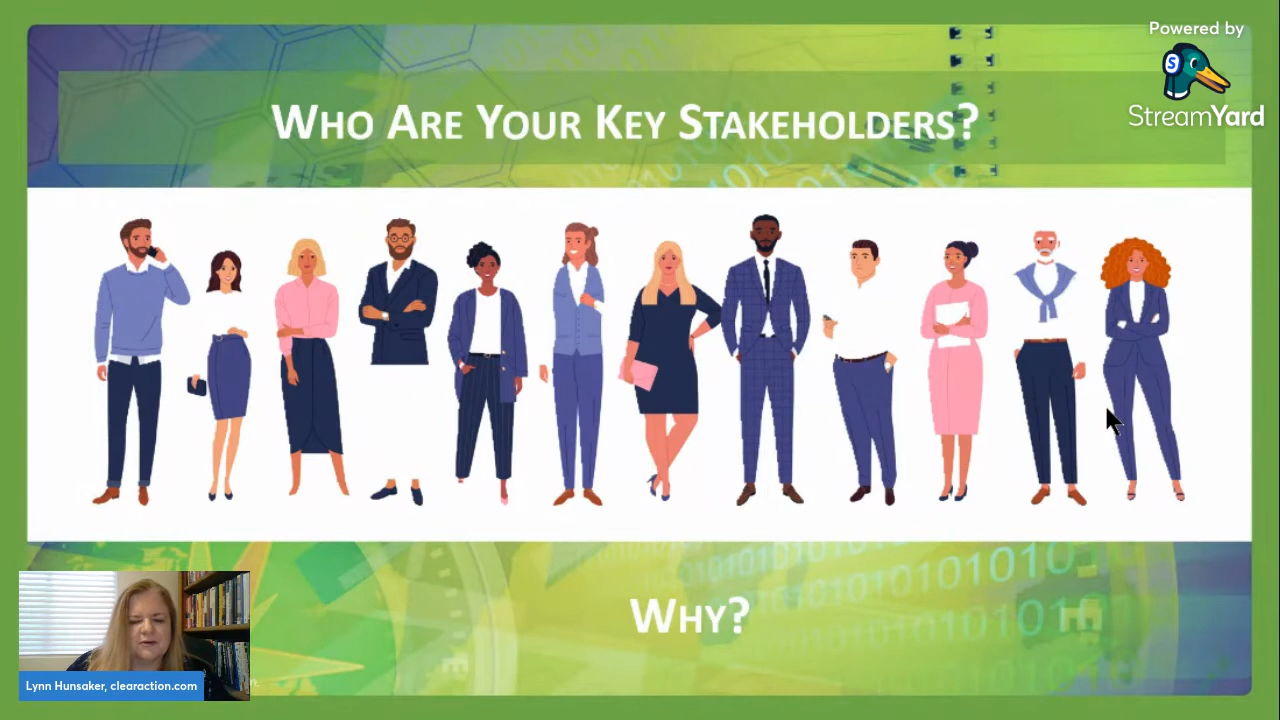 Powered by
S
StreamYard
Who Are Your Key Stakeholders?
Why?
Lynn Hunsaker, clearaction.com